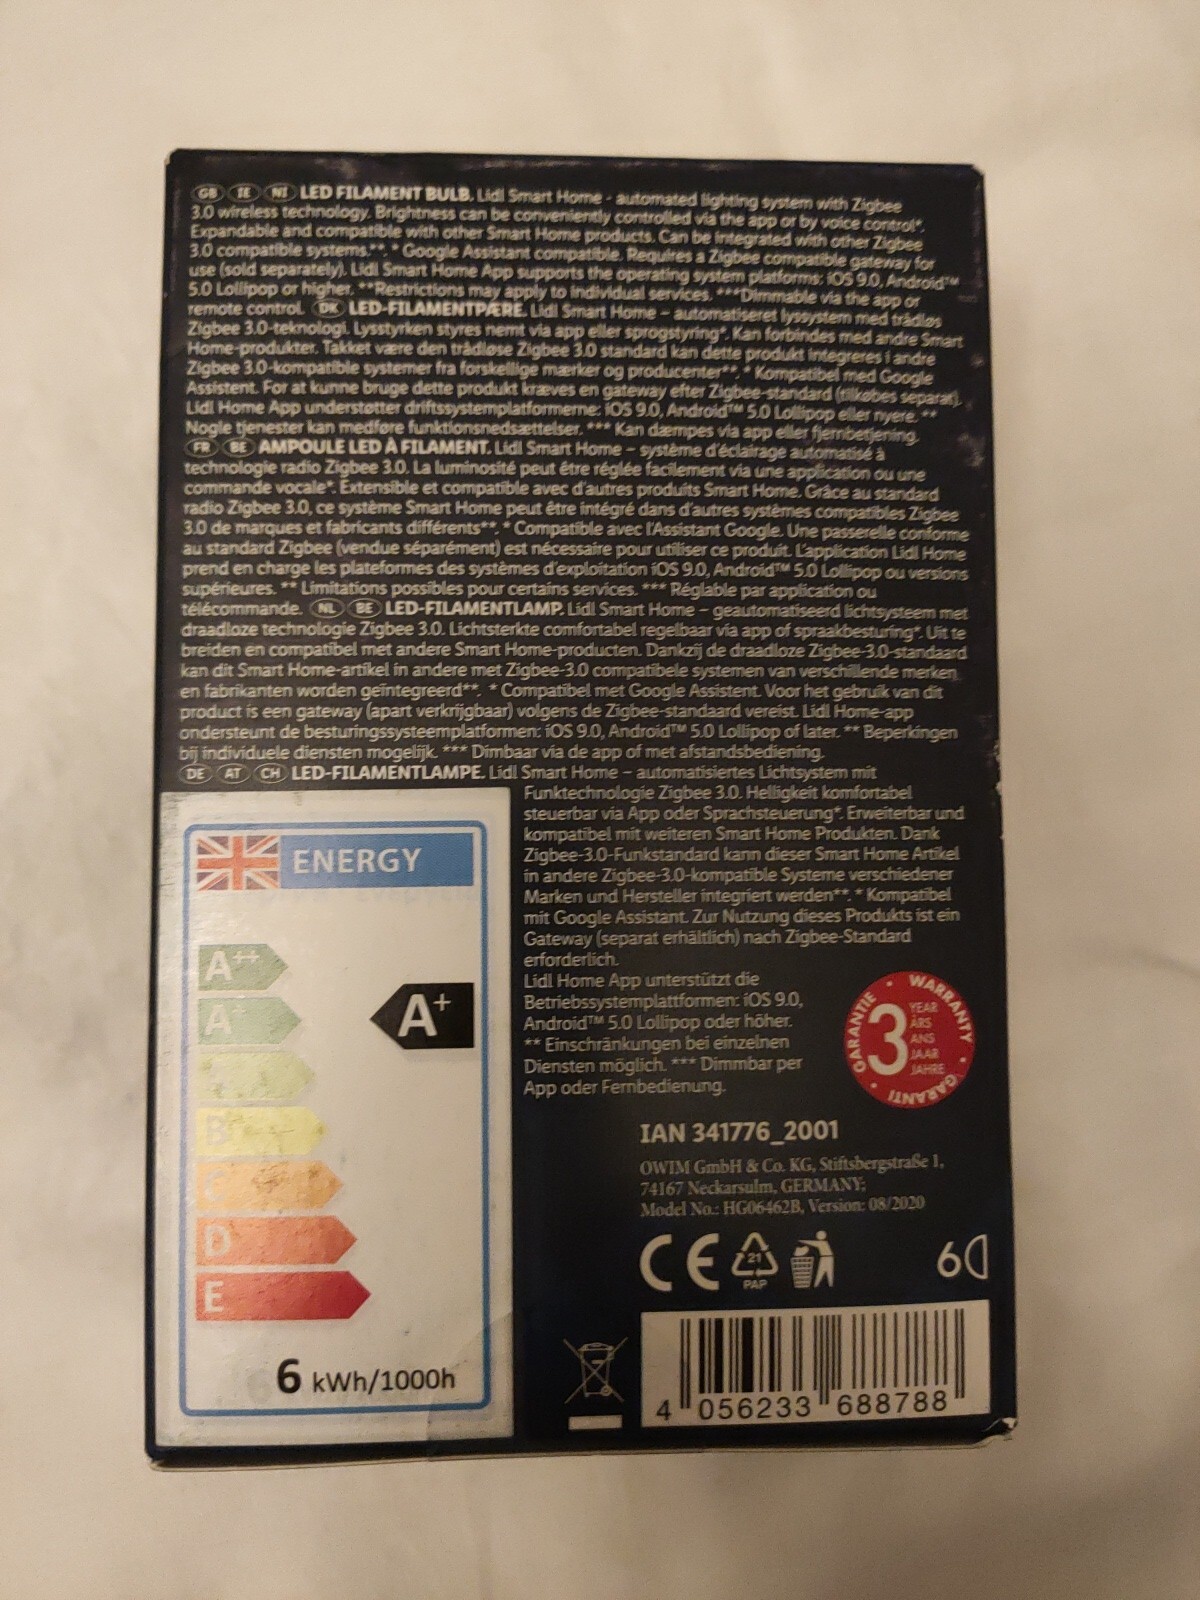 GB IE NI LED FILAMENT BULB. Lidl Smart Home - automated lighting system with Zigbee
3.0 wireless technology. Brightness can be conveniently controlled via the app or by voice control*.
Expandable and compatible with other Smart Home products. Can be integrated with other Zigbee
3.0 compatible systems.**. * Google Assistant compatible. Requires a Zigbee compatible gateway for
use (sold separately). Lidl Smart Home App supports the operating system platforms: iOS 9.0, Android™
5.0 Lollipop or higher. **Restrictions may apply to individual services. ***Dimmable via the app or
remote control. DK LED-FILAMENTPÆRE. Lidl Smart Home – automatiseret lyssystem med trådløs
Zigbee 3.0-teknologi. Lysstyrken styres nemt via app eller sprogstyring*. Kan forbindes med andre Smart
Home-produkter. Takket være den trådløse Zigbee 3.0 standard kan dette produkt integreres i andre
Zigbee 3.0-kompatible systemer fra forskellige mærker og producenter**. * Kompatibel med Google
Assistent. For at kunne bruge dette produkt kræves en gateway efter Zigbee-standard (tilkøbes separat).
Lidl Home App understøtter driftssystemplatformerne: iOS 9.0, Android™ 5.0 Lollipop eller nyere. **
Nogle tjenester kan medføre funktionsnedsættelser. *** Kan dæmpes via app eller fjernbetjening.
FR BE AMPOULE LED À FILAMENT. Lidl Smart Home – système d'éclairage automatisé à
technologie radio Zigbee 3.0. La luminosité peut être réglée facilement via une application ou une
commande vocale*. Extensible et compatible avec d'autres produits Smart Home. Grâce au standard
radio Zigbee 3.0, ce système Smart Home peut être intégré dans d'autres systèmes compatibles Zigbee
3.0 de marques et fabricants différents**. * Compatible avec l'Assistant Google. Une passerelle conforme
au standard Zigbee (vendue séparément) est nécessaire pour utiliser ce produit. L'application Lidl Home
prend en charge les plateformes des systèmes d'exploitation iOS 9.0, Android™ 5.0 Lollipop ou versions
supérieures. ** Limitations possibles pour certains services. *** Réglable par application ou
télécommande. NL BE LED-FILAMENTLAMP. Lidl Smart Home – geautomatiseerd lichtsysteem met
draadloze technologie Zigbee 3.0. Lichtsterkte comfortabel regelbaar via app of spraakbesturing*. Uit te
breiden en compatibel met andere Smart Home-producten. Dankzij de draadloze Zigbee-3.0-standaard
kan dit Smart Home-artikel in andere met Zigbee-3.0 compatibele systemen van verschillende merken
en fabrikanten worden geïntegreerd**. * Compatibel met Google Assistent. Voor het gebruik van dit
product is een gateway (apart verkrijgbaar) volgens de Zigbee-standaard vereist. Lidl Home-app
ondersteunt de besturingssysteemplatformen: iOS 9.0, Android™ 5.0 Lollipop of later. ** Beperkingen
bij individuele diensten mogelijk. *** Dimbaar via de app of met afstandsbediening.
DE AT CH LED-FILAMENTLAMPE. Lidl Smart Home – automatisiertes Lichtsystem mit
Funktechnologie Zigbee 3.0. Helligkeit komfortabel
steuerbar via App oder Sprachsteuerung*. Erweiterbar und
kompatibel mit weiteren Smart Home Produkten. Dank
Zigbee-3.0-Funkstandard kann dieser Smart Home Artikel
in andere Zigbee-3.0-kompatible Systeme verschiedener
Marken und Hersteller integriert werden**. * Kompatibel
mit Google Assistant. Zur Nutzung dieses Produkts ist ein
Gateway (separat erhältlich) nach Zigbee-Standard
erforderlich.
Lidl Home App unterstützt die
Betriebssystemplattformen: iOS 9.0,
Android™ 5.0 Lollipop oder höher.
** Einschränkungen bei einzelnen
Diensten möglich. *** Dimmbar per
App oder Fernbedienung.
ENERGY
A++
A+
A+
B
C
D
E
6 kWh/1000h
GARANTIE • WARRANTY • GARANTI
3
YEAR
ÅRS
ANS
JAAR
JAHRE
IAN 341776_2001
OWIM GmbH & Co. KG, Stiftsbergstraße 1,
74167 Neckarsulm, GERMANY;
Model No.: HG06462B, Version: 08/2020
CE
21
PAP
6
4 056233 688788